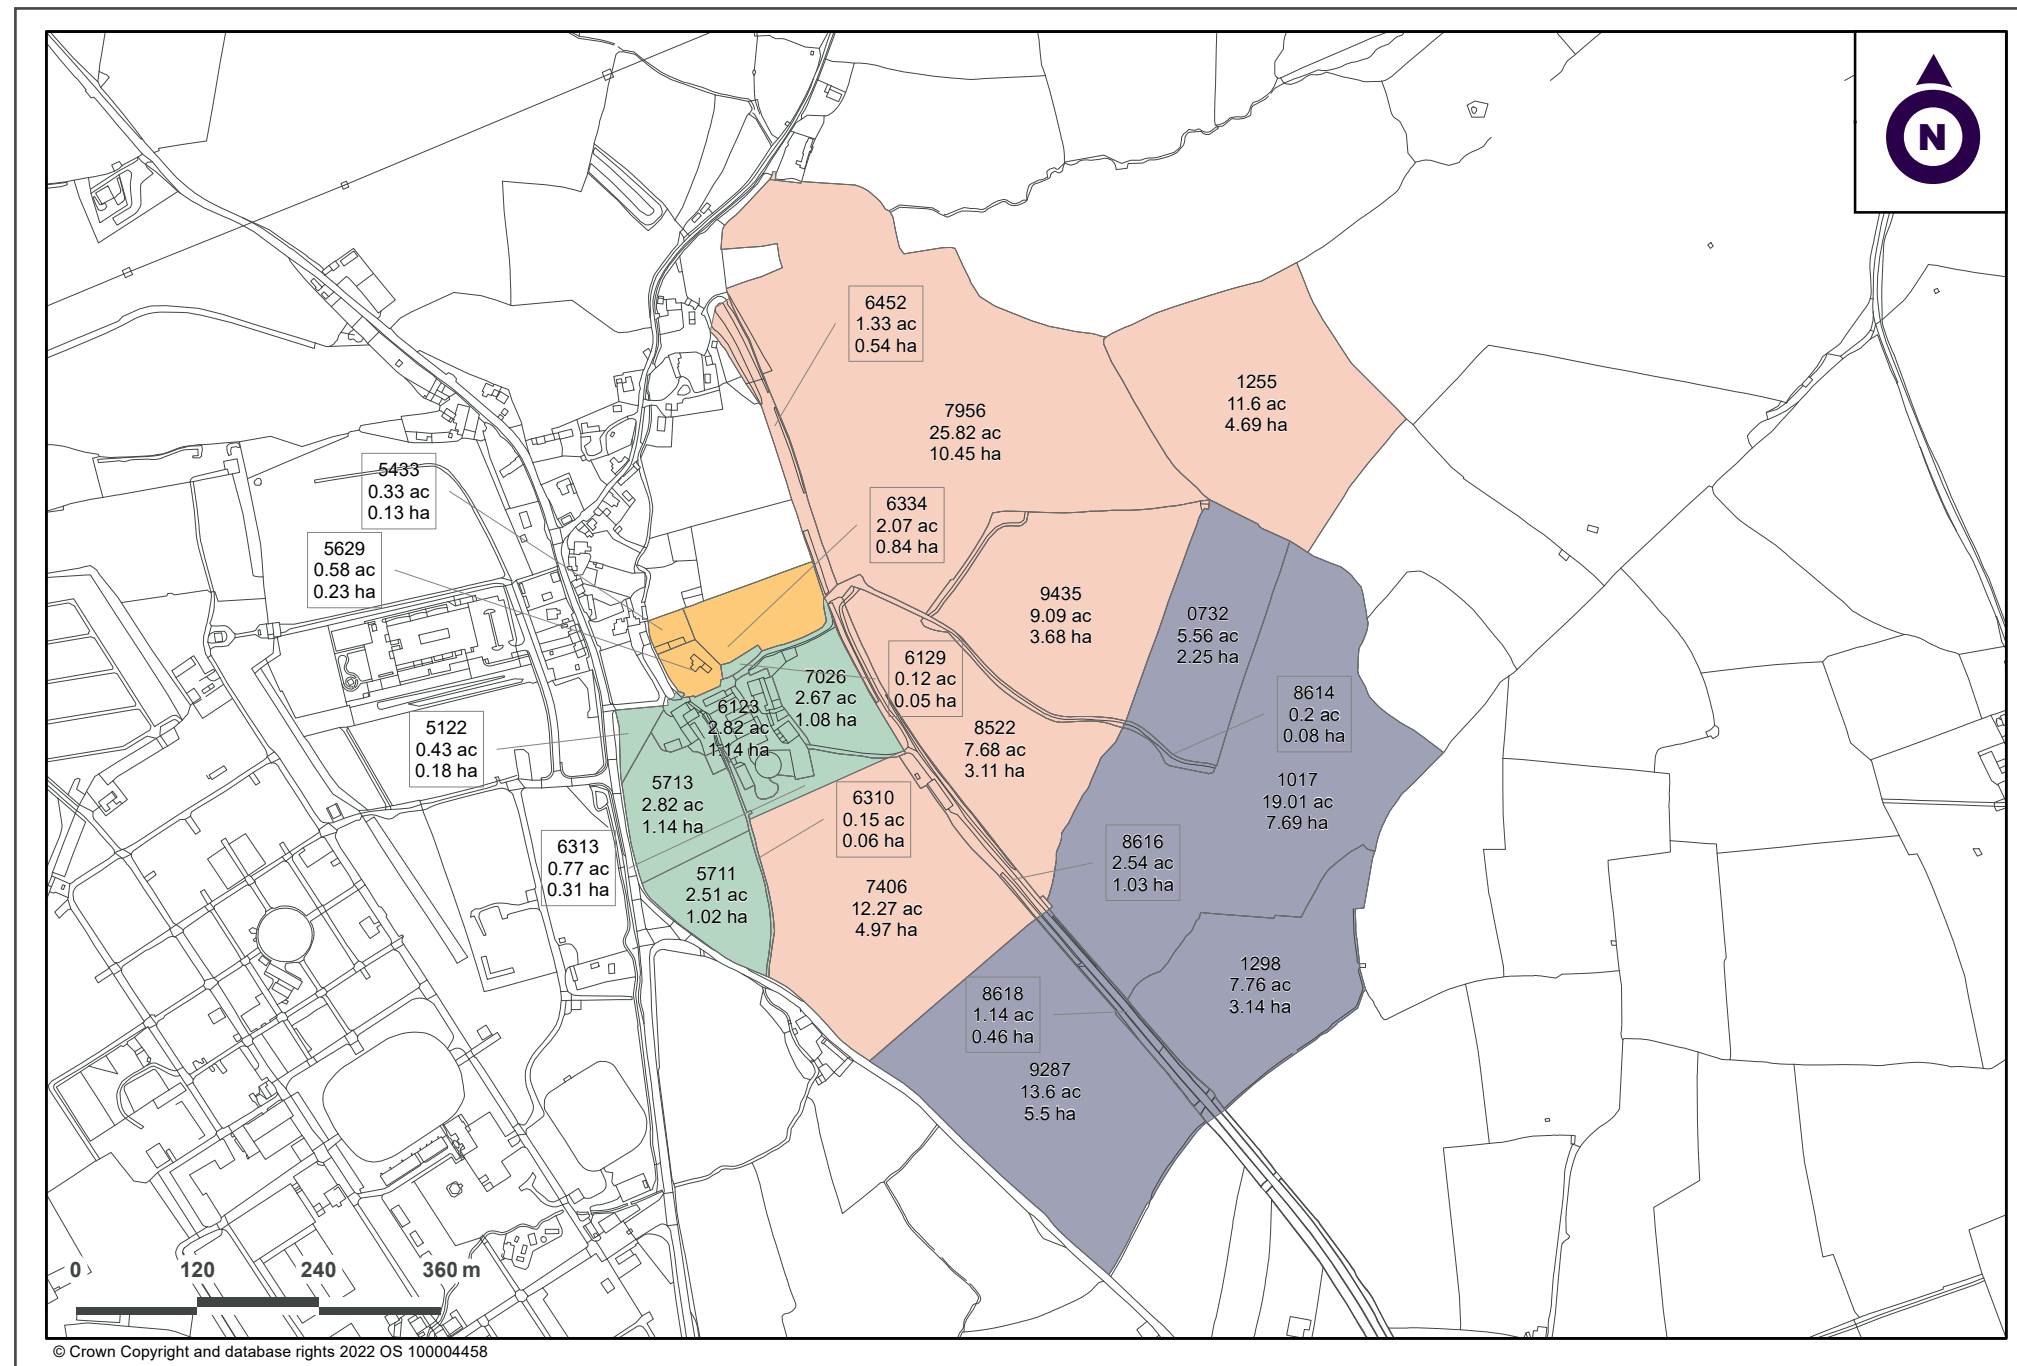 N
6452
1.33 ac
0.54 ha
1255
11.6 ac
4.69 ha
7956
25.82 ac
10.45 ha
5433
0.33 ac
0.13 ha
6334
2.07 ac
0.84 ha
5629
0.58 ac
0.23 ha
9435
9.09 ac
3.68 ha
0732
5.56 ac
2.25 ha
6129
0.12 ac
0.05 ha
7026
2.67 ac
1.08 ha
8614
0.2 ac
0.08 ha
6123
2.82 ac
1.14 ha
5122
0.43 ac
0.18 ha
8522
7.68 ac
3.11 ha
5713
2.82 ac
1.14 ha
1017
19.01 ac
7.69 ha
6310
0.15 ac
0.06 ha
6313
0.77 ac
0.31 ha
8616
2.54 ac
1.03 ha
5711
2.51 ac
1.02 ha
7406
12.27 ac
4.97 ha
1298
7.76 ac
3.14 ha
8618
1.14 ac
0.46 ha
9287
13.6 ac
5.5 ha
0 120 240 360 m
© Crown Copyright and database rights 2022 OS 100004458